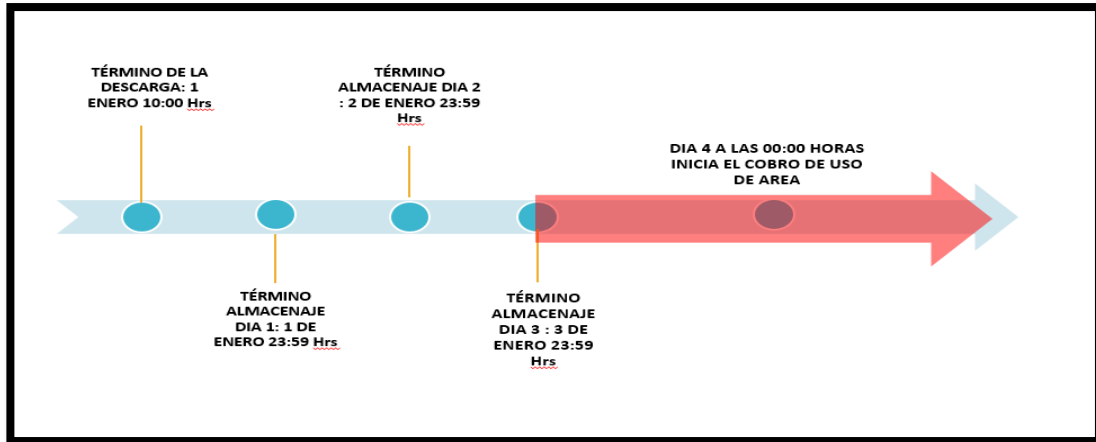 TÉRMINO DE LA
DESCARGA: 1
ENERO 10:00 Hrs
TÉRMINO
ALMACENAJE DIA 2
: 2 DE ENERO 23:59
Hrs
DIA 4 A LAS 00:00 HORAS
INICIA EL COBRO DE USO
DE AREA
TÉRMINO
ALMACENAJE
DIA 1: 1 DE
ENERO 23:59 Hrs
TÉRMINO
ALMACENAJE
DIA 3 : 3 DE
ENERO 23:59
Hrs